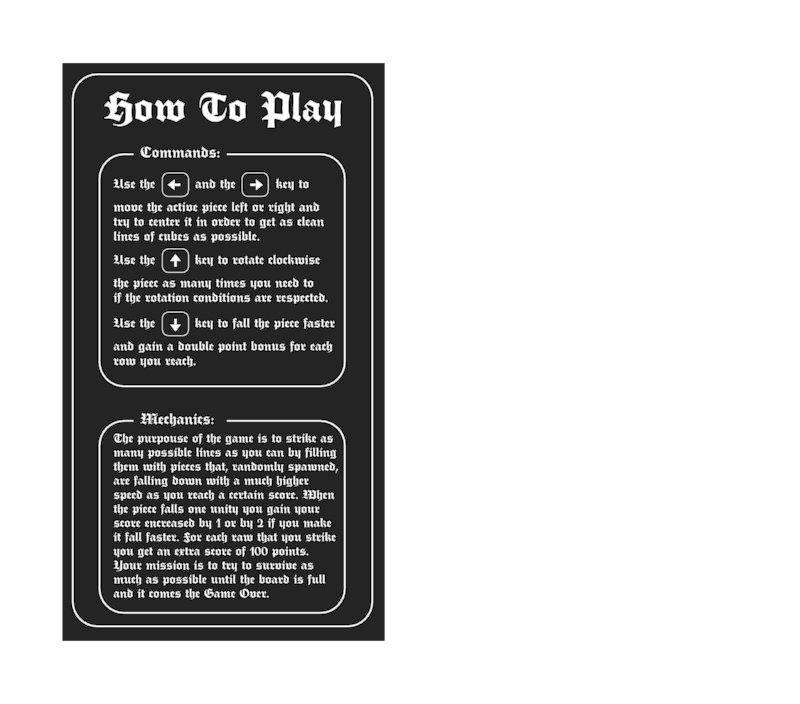 How To Play
Commands:
Use the ← and the → key to
move the active piece left or right and
try to center it in order to get as clean
lines of cubes as possible.
Use the ↑ key to rotate clockwise
the piece as many times you need to
if the rotation conditions are respected.
Use the ↓ key to fall the piece faster
and gain a double point bonus for each
row you reach.
Mechanics:
The purpouse of the game is to strike as
many possible lines as you can by filling
them with pieces that, randomly spawned,
are falling down with a much higher
speed as you reach a certain score. When
the piece falls one unity you gain your
score encreased by 1 or by 2 if you make
it fall faster. For each raw that you strike
you get an extra score of 100 points.
Your mission is to try to survive as
much as possible until the board is full
and it comes the Game Over.